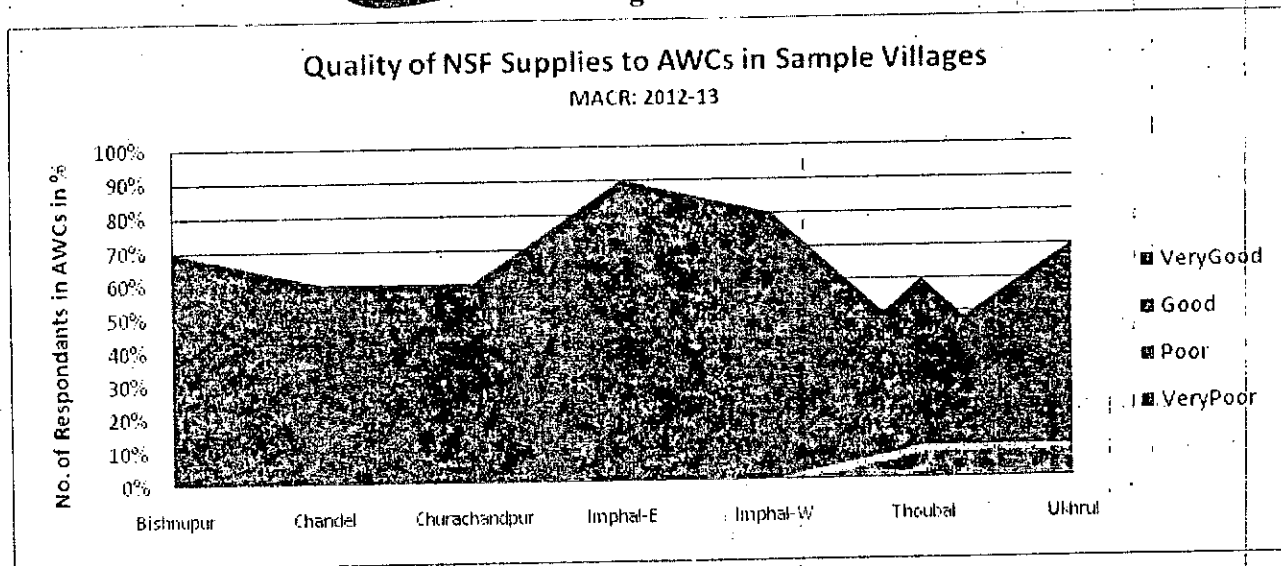 Quality of NSF Supplies to AWCs in Sample Villages
MACR: 2012-13
No. of Respondants in AWCs in %
100%
90%
80%
70%
60%
50%
40%
30%
20%
10%
0%
Bishnupur Chandel Churachandpur Imphal-E Imphal-W Thoubal Ukhrul
VeryGood
Good
Poor
VeryPoor